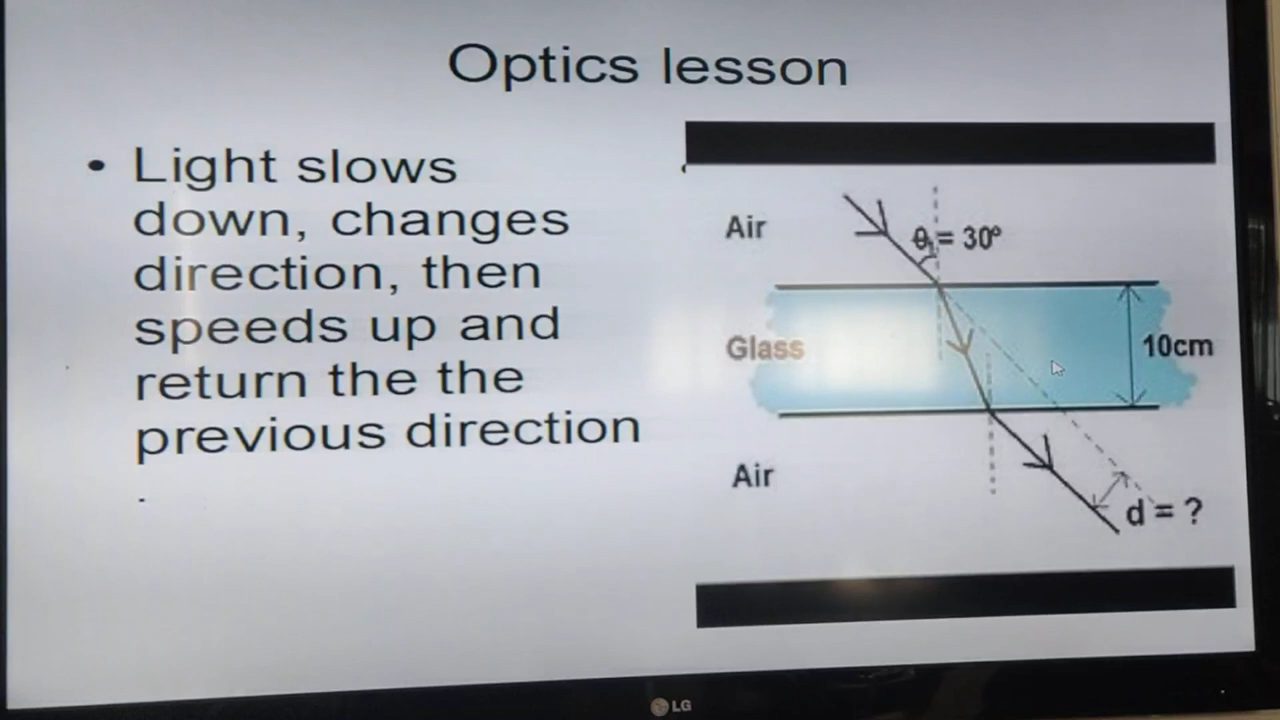 Optics lesson
• Light slows
down, changes
direction, then
speeds up and
return the the
previous direction
.
Air
θ₁= 30º
Glass
10cm
Air
d = ?
LG